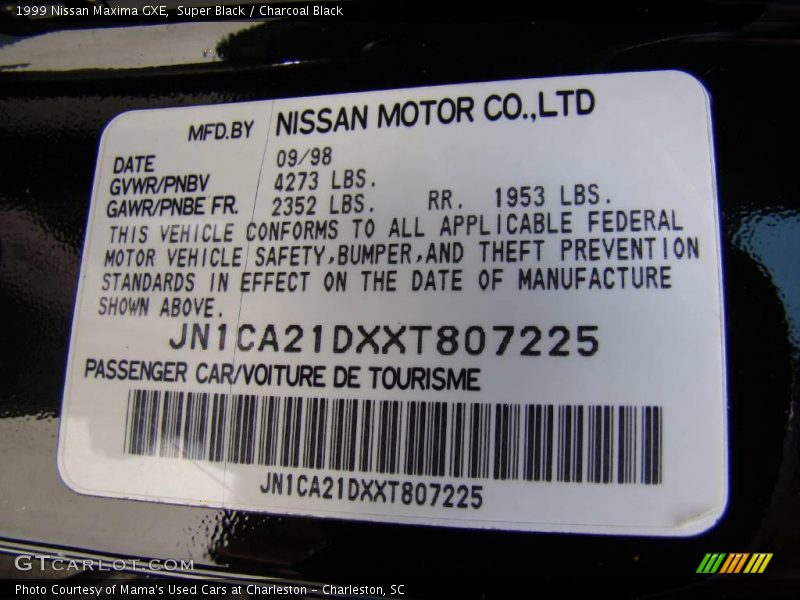 1999 Nissan Maxima GXE,  Super Black / Charcoal Black
MFD.BY NISSAN MOTOR CO.,LTD
DATE 09/98
GVWR/PNBV 4273 LBS.
GAWR/PNBE FR. 2352 LBS. RR. 1953 LBS.
THIS VEHICLE CONFORMS TO ALL APPLICABLE FEDERAL
MOTOR VEHICLE SAFETY,BUMPER,AND THEFT PREVENTION
STANDARDS IN EFFECT ON THE DATE OF MANUFACTURE
SHOWN ABOVE.
JN1CA21DXXT807225
PASSENGER CAR/VOITURE DE TOURISME
JN1CA21DXXT807225
GTCARLOT.COM
Photo Courtesy of Mama's Used Cars at Charleston – Charleston, SC